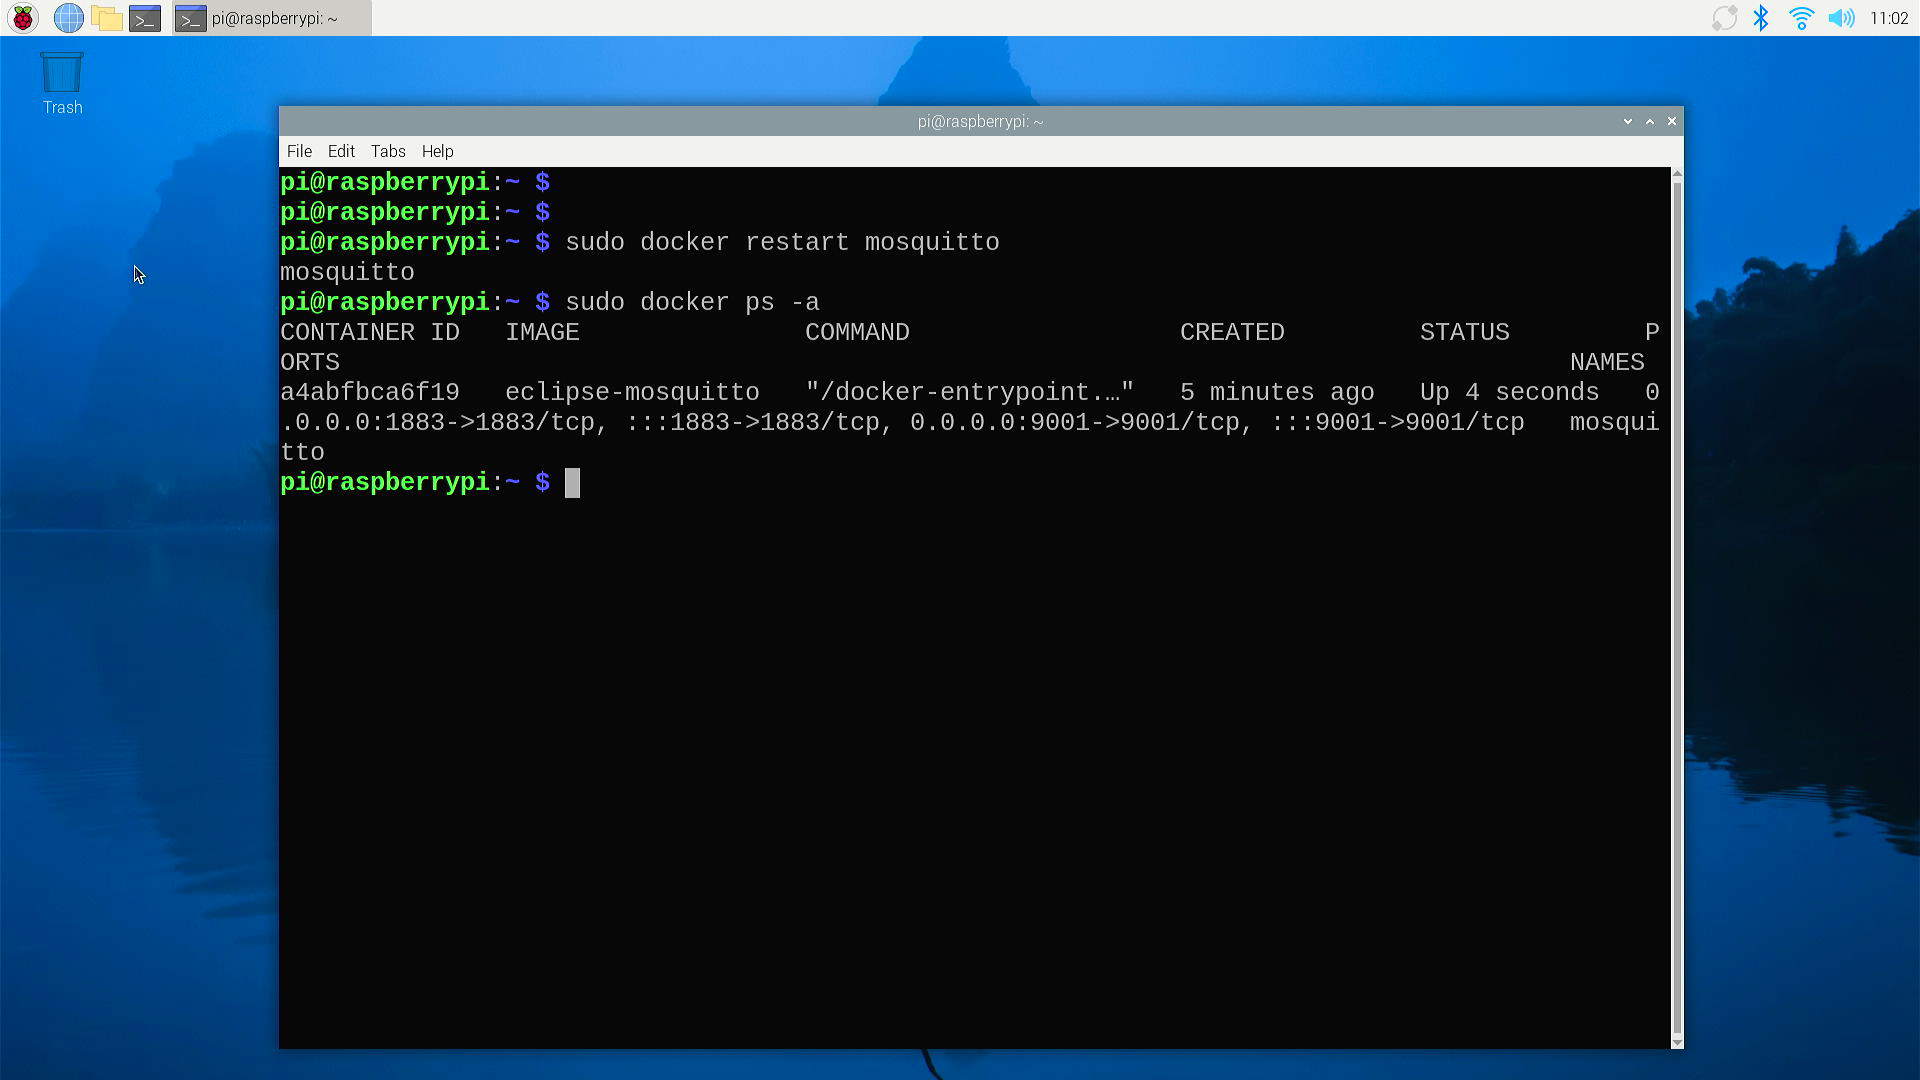 pi@raspberrypi: ~
11:02
Trash
pi@raspberrypi: ~
File Edit Tabs Help
pi@raspberrypi:~ $
pi@raspberrypi:~ $
pi@raspberrypi:~ $ sudo docker restart mosquitto
mosquitto
pi@raspberrypi:~ $ sudo docker ps -a
CONTAINER ID   IMAGE               COMMAND                  CREATED         STATUS         P
ORTS                                                                                  NAMES
a4abfbca6f19   eclipse-mosquitto   "/docker-entrypoint.…"   5 minutes ago   Up 4 seconds   0
.0.0.0:1883->1883/tcp, :::1883->1883/tcp, 0.0.0.0:9001->9001/tcp, :::9001->9001/tcp   mosqui
tto
pi@raspberrypi:~ $